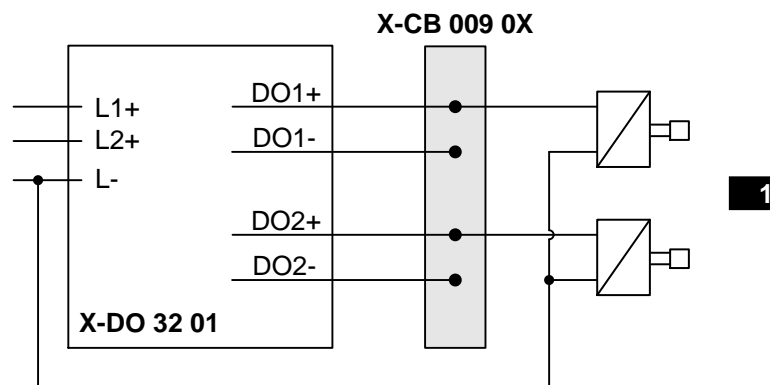 X-CB 009 0X
L1+
L2+
L-
DO1+
DO1-
DO2+
DO2-
X-DO 32 01
1